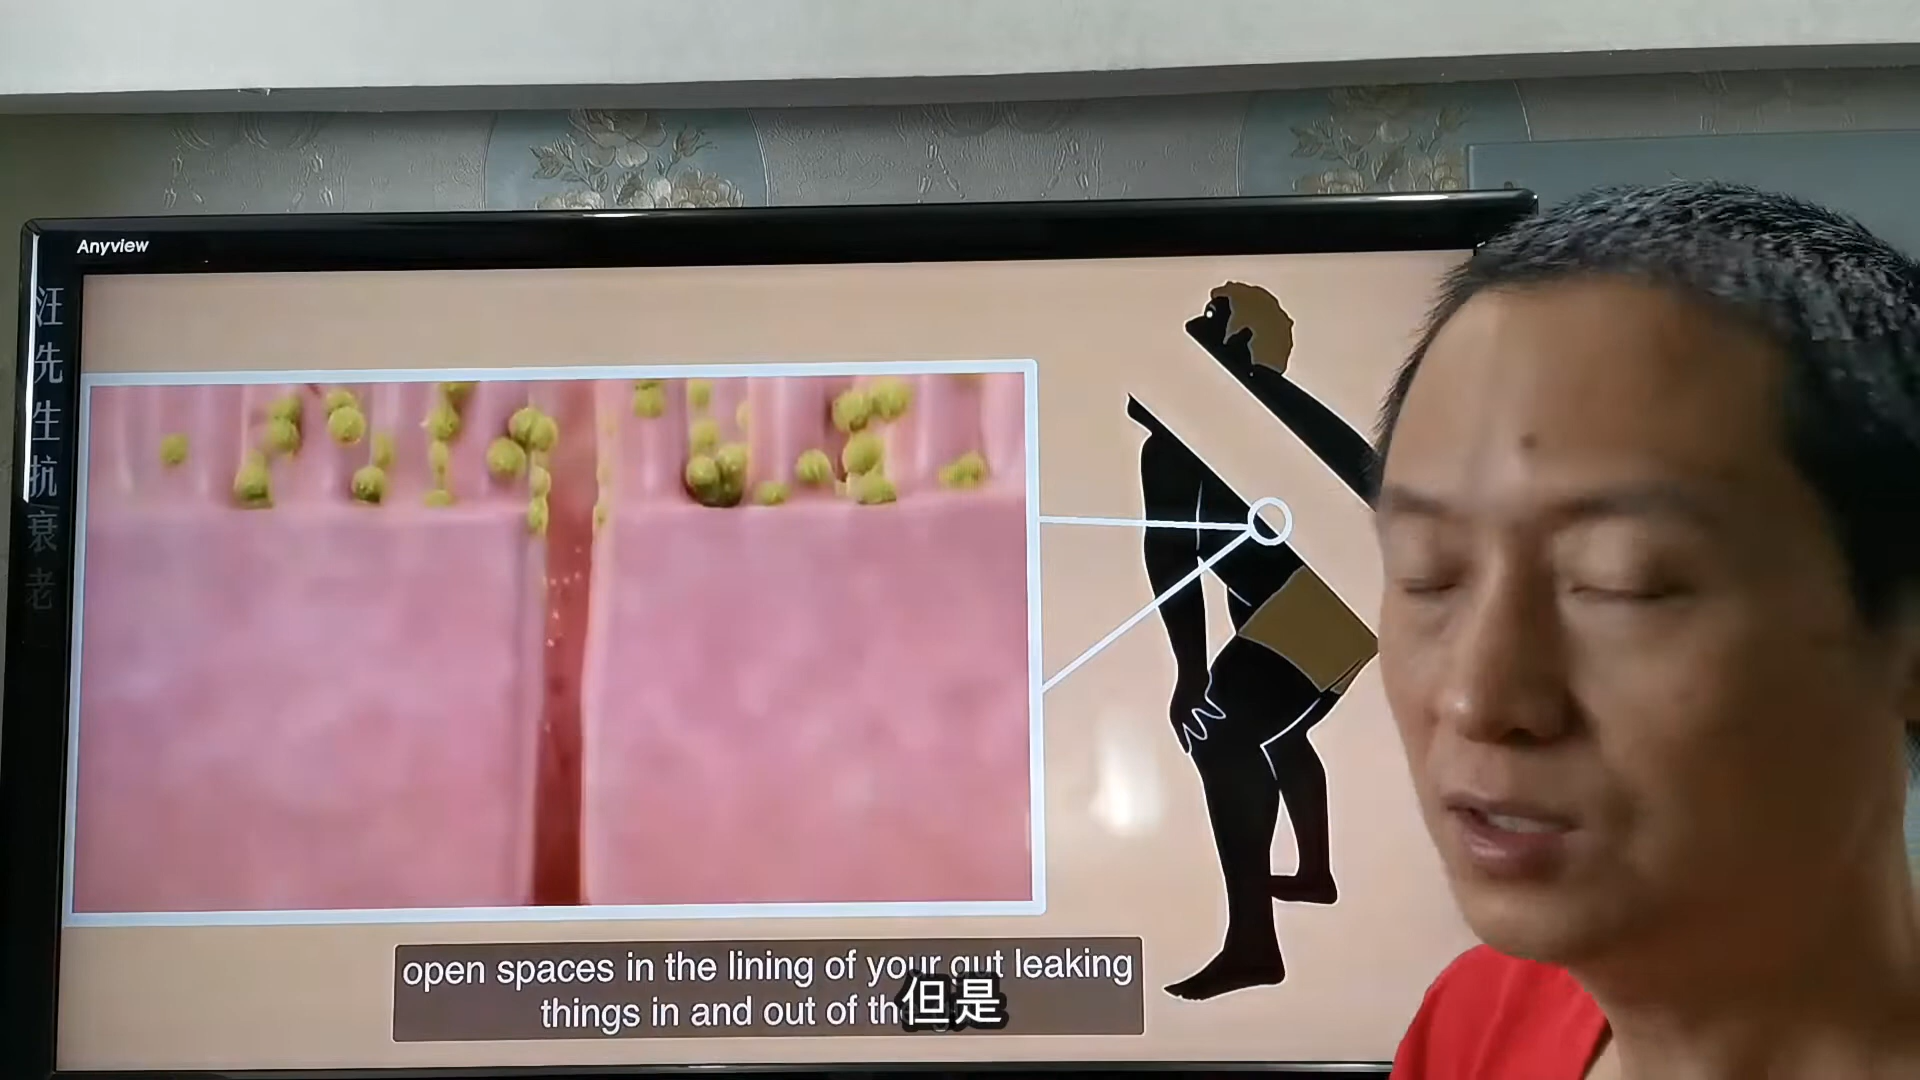 Anyview
汪先生抗衰老
open spaces in the lining of your gut leaking
things in and out of the
但是